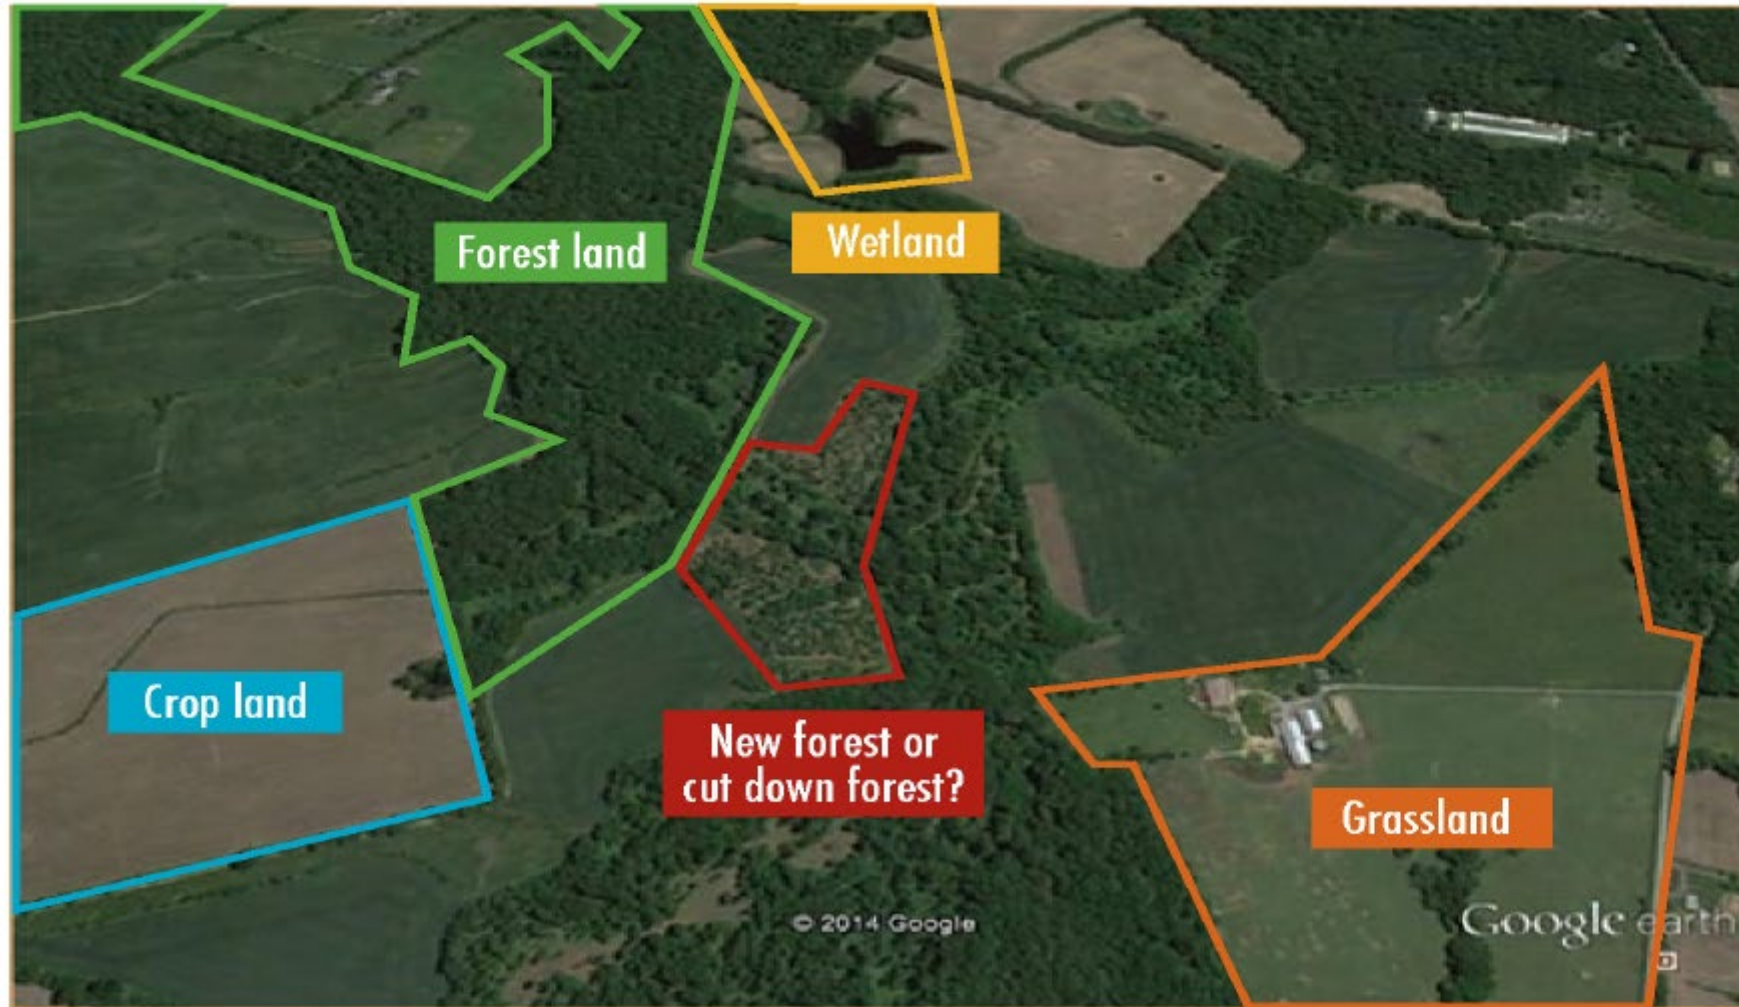 Forest land
Wetland
Crop land
New forest or
cut down forest?
Grassland
© 2014 Google
Google earth